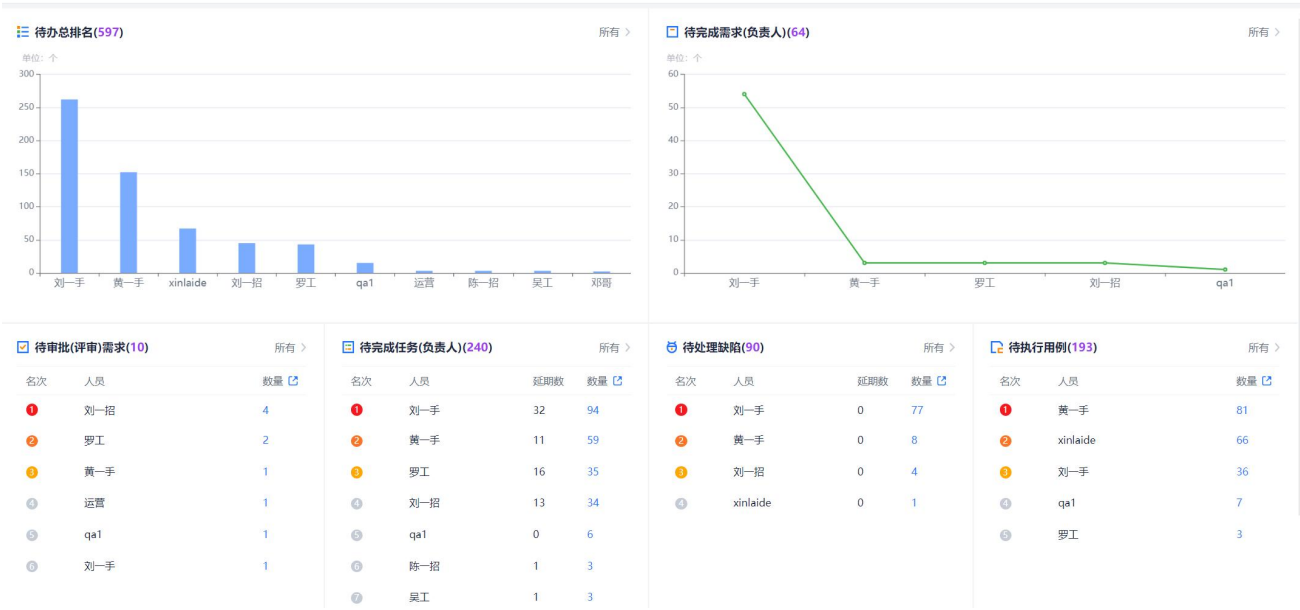 待办总排名(597)
所有
单位: 个
300
250
200
150
100
50
0
刘一手 黄一手 xinlaide 刘一招 罗工 qa1 运营 陈一招 吴工 邓哥
待完成需求(负责人)(64)
所有
单位: 个
60
50
40
30
20
10
0
刘一手 黄一手 罗工 刘一招 qa1
待审批(评审)需求(10)
所有
名次 人员 数量
1 刘一招 4
2 罗工 2
3 黄一手 1
4 运营 1
5 qa1 1
6 刘一手 1
待完成任务(负责人)(240)
所有
名次 人员 延期数 数量
1 刘一手 32 94
2 黄一手 11 59
3 罗工 16 35
4 刘一招 13 34
5 qa1 0 6
6 陈一招 1 3
7 吴工 1 3
待处理缺陷(90)
所有
名次 人员 延期数 数量
1 刘一手 0 77
2 黄一手 0 8
3 刘一招 0 4
4 xinlaide 0 1
待执行用例(193)
所有
名次 人员 数量
1 黄一手 81
2 xinlaide 66
3 刘一手 36
4 qa1 7
5 罗工 3